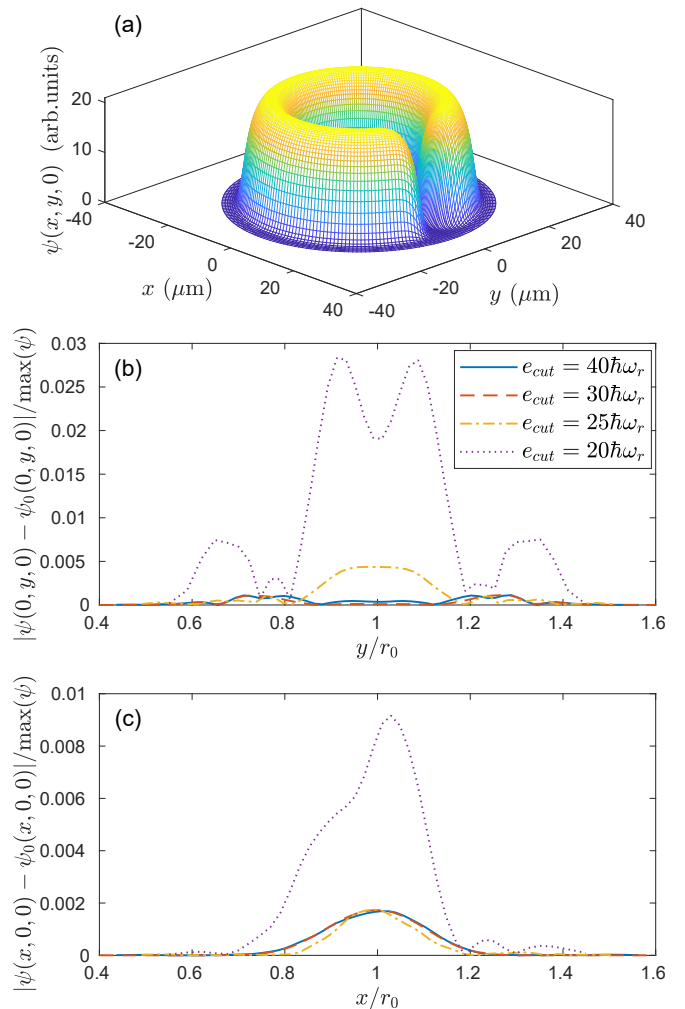 (a)
ψ(x, y, 0) (arb.units)
20
10
0
-40
-20
0
20
40
x (μm)
-40
-20
0
20
40
y (μm)
(b)
|ψ(0, y, 0) − ψ₀(0, y, 0)|/max(ψ)
0.03
0.025
0.02
0.015
0.01
0.005
0
0.4 0.6 0.8 1 1.2 1.4 1.6
y/r₀
e_cut = 40ℏω_r
e_cut = 30ℏω_r
e_cut = 25ℏω_r
e_cut = 20ℏω_r
(c)
|ψ(x, 0, 0) − ψ₀(x, 0, 0)|/max(ψ)
0.01
0.008
0.006
0.004
0.002
0
0.4 0.6 0.8 1 1.2 1.4 1.6
x/r₀